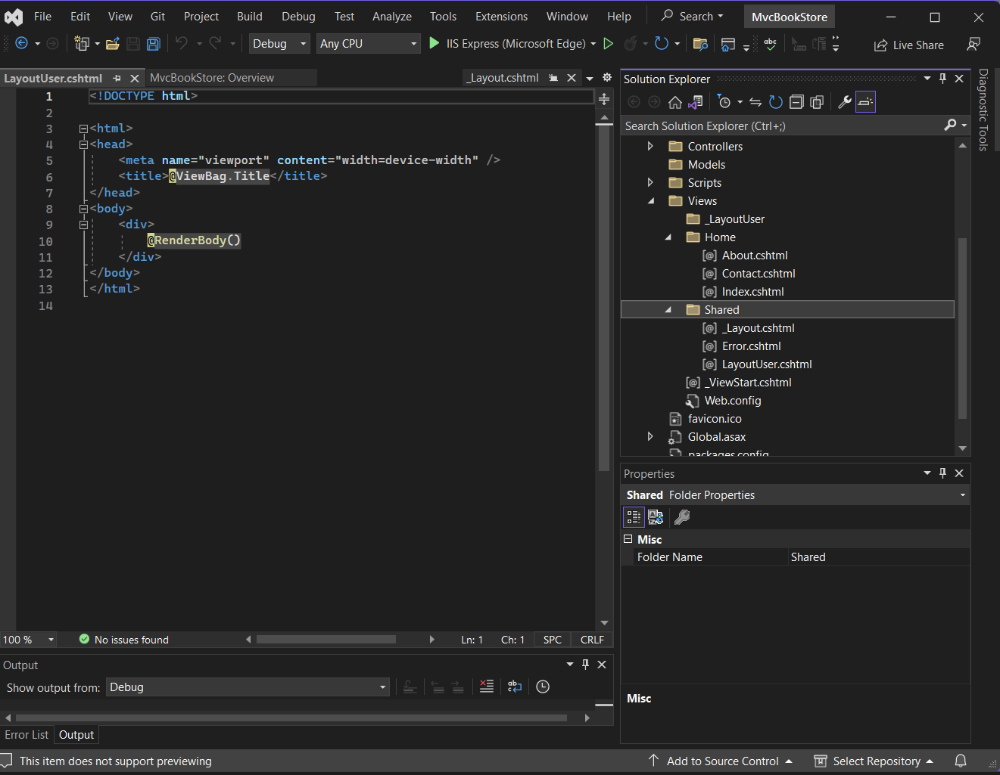 File Edit View Git Project Build Debug Test Analyze Tools Extensions Window Help Search MvcBookStore
Debug Any CPU IIS Express (Microsoft Edge) Live Share
LayoutUser.cshtml MvcBookStore: Overview _Layout.cshtml
1 <!DOCTYPE html>
2
3 <html>
4 <head>
5 <meta name="viewport" content="width=device-width" />
6 <title>@ViewBag.Title</title>
7 </head>
8 <body>
9 <div>
10 @RenderBody()
11 </div>
12 </body>
13 </html>
14
100 % No issues found Ln: 1 Ch: 1 SPC CRLF
Output
Show output from: Debug
Error List Output
Solution Explorer
Search Solution Explorer (Ctrl+;)
Controllers
Models
Scripts
Views
_LayoutUser
Home
About.cshtml
Contact.cshtml
Index.cshtml
Shared
_Layout.cshtml
Error.cshtml
LayoutUser.cshtml
_ViewStart.cshtml
Web.config
favicon.ico
Global.asax
packages.config
Properties
Shared Folder Properties
Misc
Folder Name Shared
Misc
Diagnostic Tools
This item does not support previewing Add to Source Control Select Repository